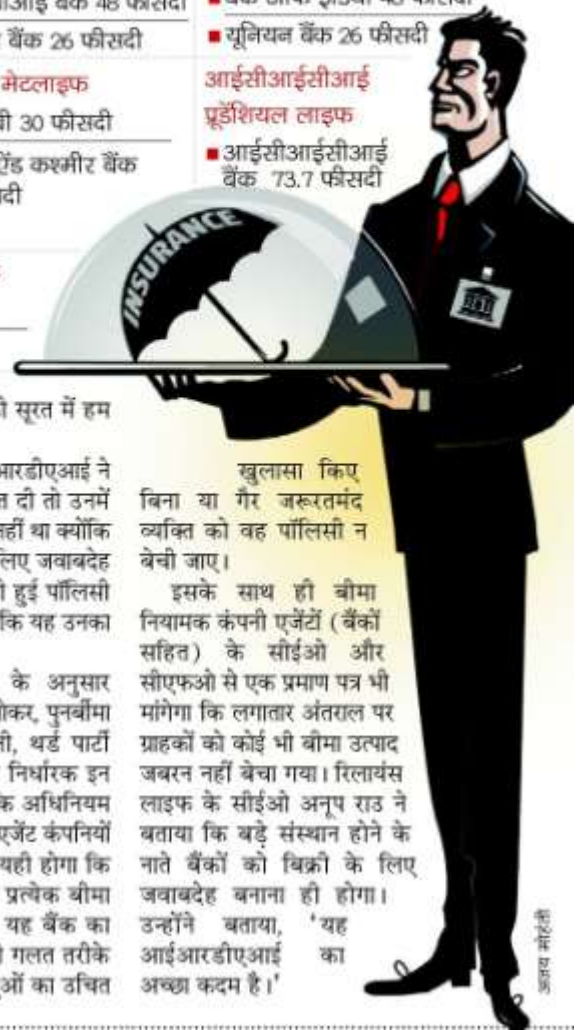 बैंक 48 फीसदी
बैंक 26 फीसदी
मेटलाइफ
30 फीसदी
ऐंड कश्मीर बैंक
यूनियन बैंक 26 फीसदी
आईसीआईसीआई
प्रूडेंशियल लाइफ
आईसीआईसीआई
बैंक 73.7 फीसदी
INSURANCE
सूरत में हम
आरडीएआई ने
दी तो उनमें
नहीं था क्योंकि
लिए जवाबदेह
हुई पॉलिसी
कि यह उनका
के अनुसार
पुनर्बीमा
थर्ड पार्टी
निर्धारक इन
के अधिनियम
एजेंट कंपनियों
यही होगा कि
प्रत्येक बीमा
यह बैंक का
गलत तरीके
का उचित
खुलासा किए
बिना या गैर जरूरतमंद
व्यक्ति को वह पॉलिसी न
बेची जाए।
इसके साथ ही बीमा
नियामक कंपनी एजेंटों (बैंकों
सहित) के सीईओ और
सीएफओ से एक प्रमाण पत्र भी
मांगेगा कि लगातार अंतराल पर
ग्राहकों को कोई भी बीमा उत्पाद
जबरन नहीं बेचा गया। रिलायंस
लाइफ के सीईओ अनूप राउ ने
बताया कि बड़े संस्थान होने के
नाते बैंकों को बिक्री के लिए
जवाबदेह बनाना ही होगा।
उन्होंने बताया, 'यह
आईआरडीएआई का
अच्छा कदम है।'
अजय मोहंती